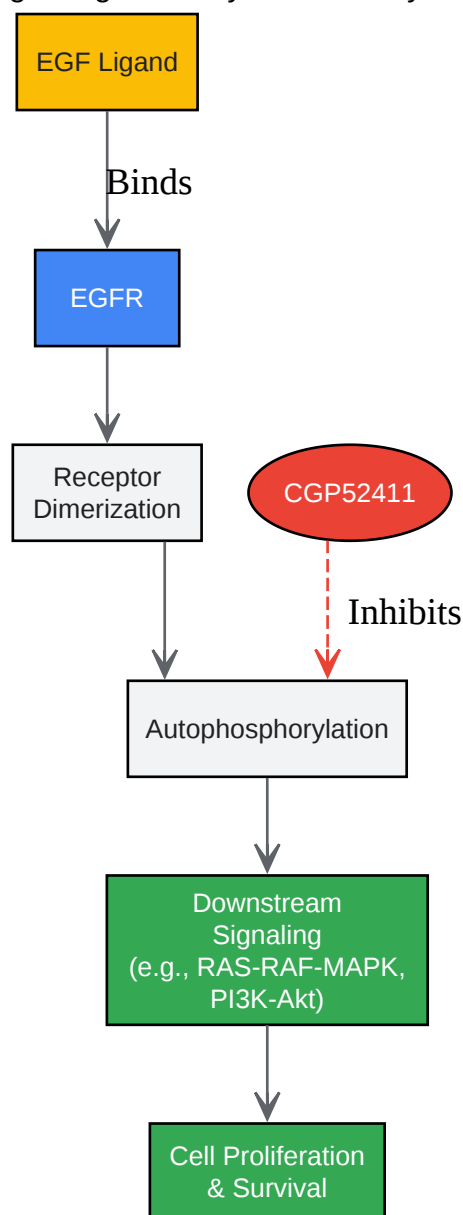 EGF Ligand
Binds
EGFR
Receptor
Dimerization
CGP52411
Inhibits
Autophosphorylation
Downstream
Signaling
(e.g., RAS-RAF-MAPK,
PI3K-Akt)
Cell Proliferation
& Survival